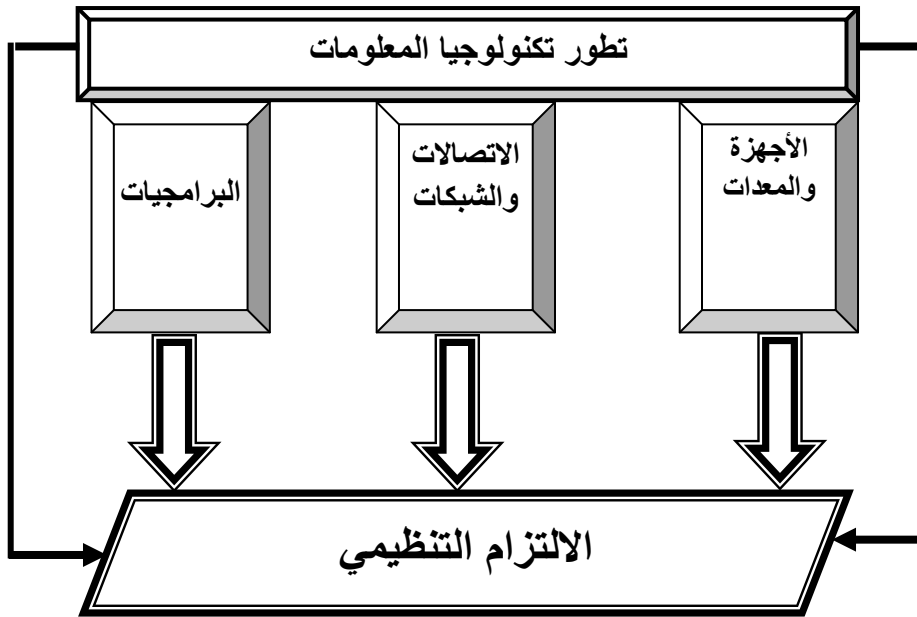 تطور تكنولوجيا المعلومات
الأجهزة
والمعدات
الاتصالات
والشبكات
البرامجيات
الالتزام التنظيمي